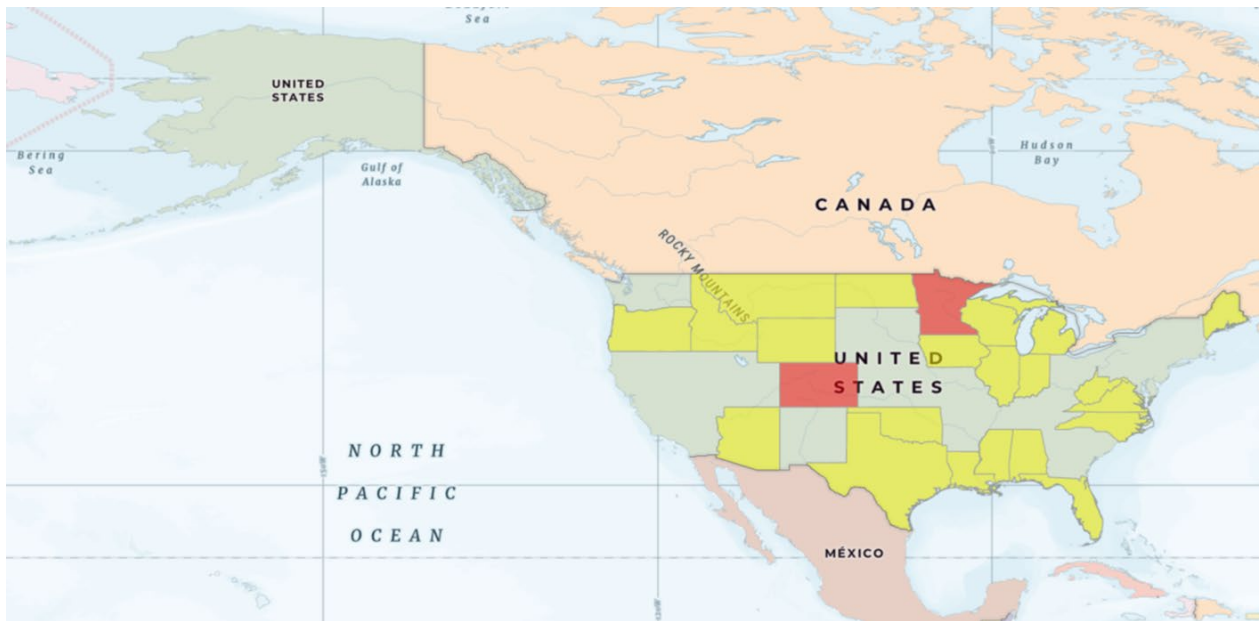 Sea
UNITED
STATES
Bering
Sea
Gulf of
Alaska
Hudson
Bay
CANADA
ROCKY MOUNTAINS
UNITED
STATES
NORTH
PACIFIC
OCEAN
MÉXICO